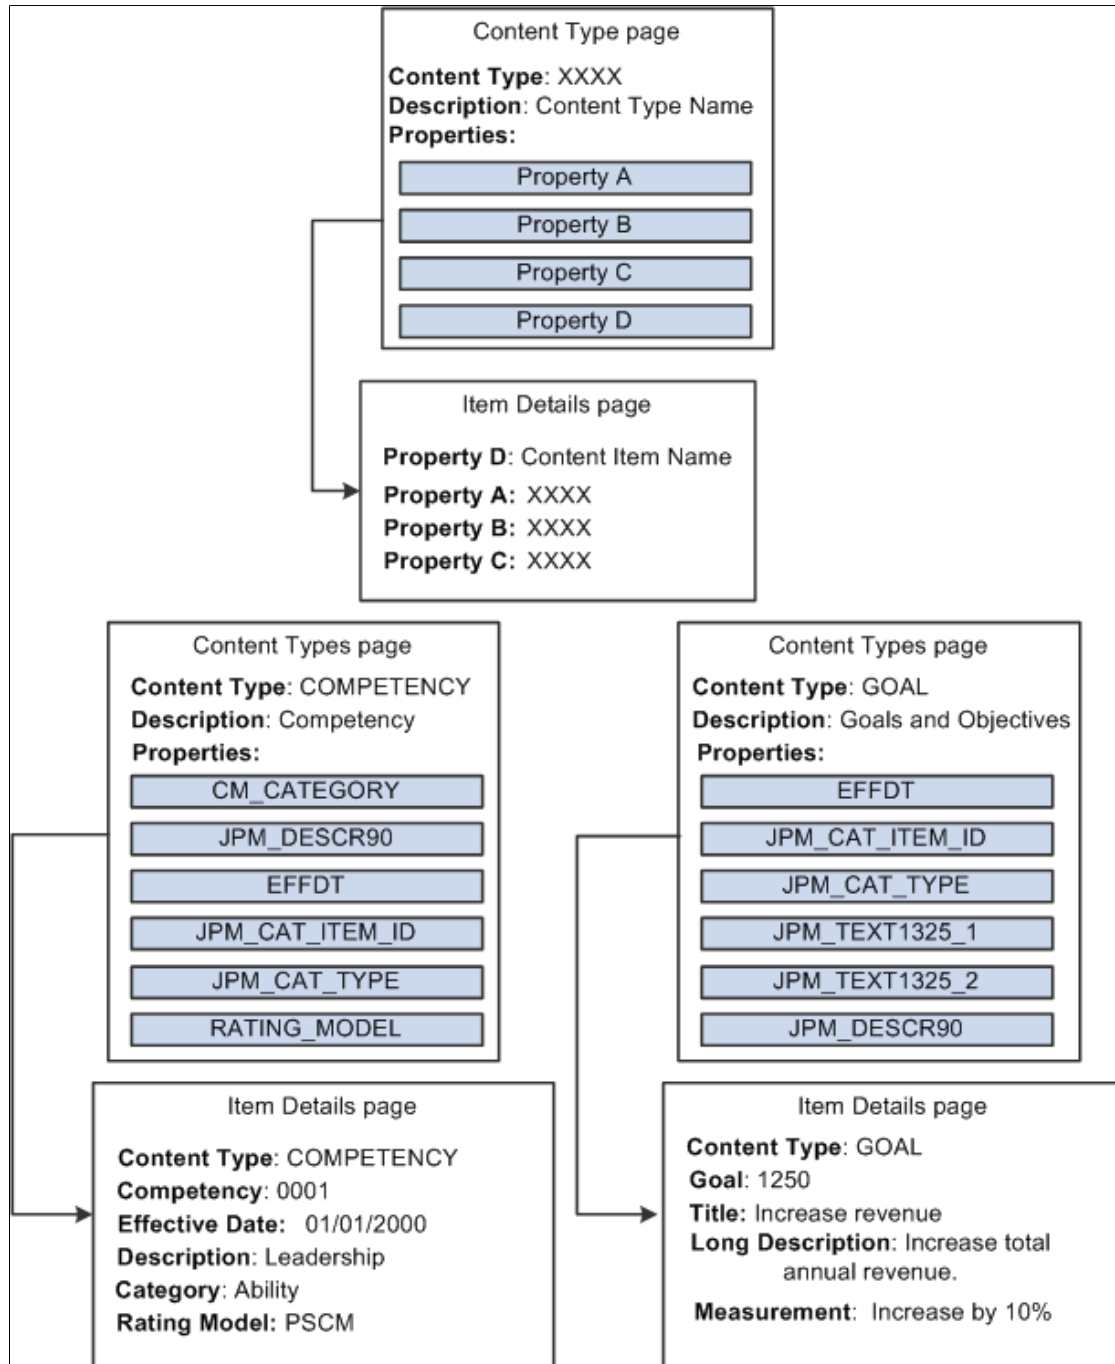 Content Type page
Content Type: XXXX
Description: Content Type Name
Properties:
Property A
Property B
Property C
Property D
Item Details page
Property D: Content Item Name
Property A: XXXX
Property B: XXXX
Property C: XXXX
Content Types page
Content Type: COMPETENCY
Description: Competency
Properties:
CM_CATEGORY
JPM_DESCR90
EFFDT
JPM_CAT_ITEM_ID
JPM_CAT_TYPE
RATING_MODEL
Item Details page
Content Type: COMPETENCY
Competency: 0001
Effective Date: 01/01/2000
Description: Leadership
Category: Ability
Rating Model: PSCM
Content Types page
Content Type: GOAL
Description: Goals and Objectives
Properties:
EFFDT
JPM_CAT_ITEM_ID
JPM_CAT_TYPE
JPM_TEXT1325_1
JPM_TEXT1325_2
JPM_DESCR90
Item Details page
Content Type: GOAL
Goal: 1250
Title: Increase revenue
Long Description: Increase total
annual revenue.
Measurement: Increase by 10%